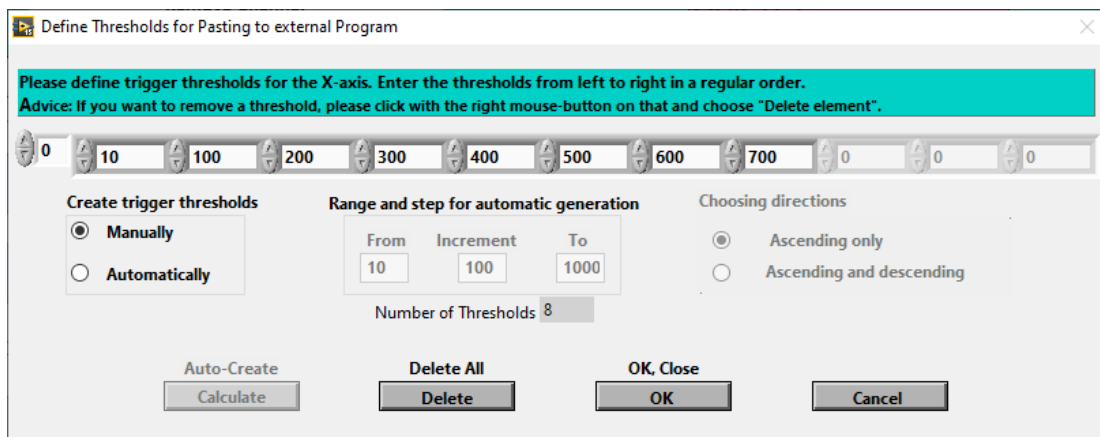 Define Thresholds for Pasting to external Program
Please define trigger thresholds for the X-axis. Enter the thresholds from left to right in a regular order.
Advice: If you want to remove a threshold, please click with the right mouse-button on that and choose "Delete element".
0 10 100 200 300 400 500 600 700 0 0 0
Create trigger thresholds
Manually
Automatically
Range and step for automatic generation
From Increment To
10 100 1000
Number of Thresholds 8
Choosing directions
Ascending only
Ascending and descending
Auto-Create Delete All OK, Close
Calculate Delete OK Cancel